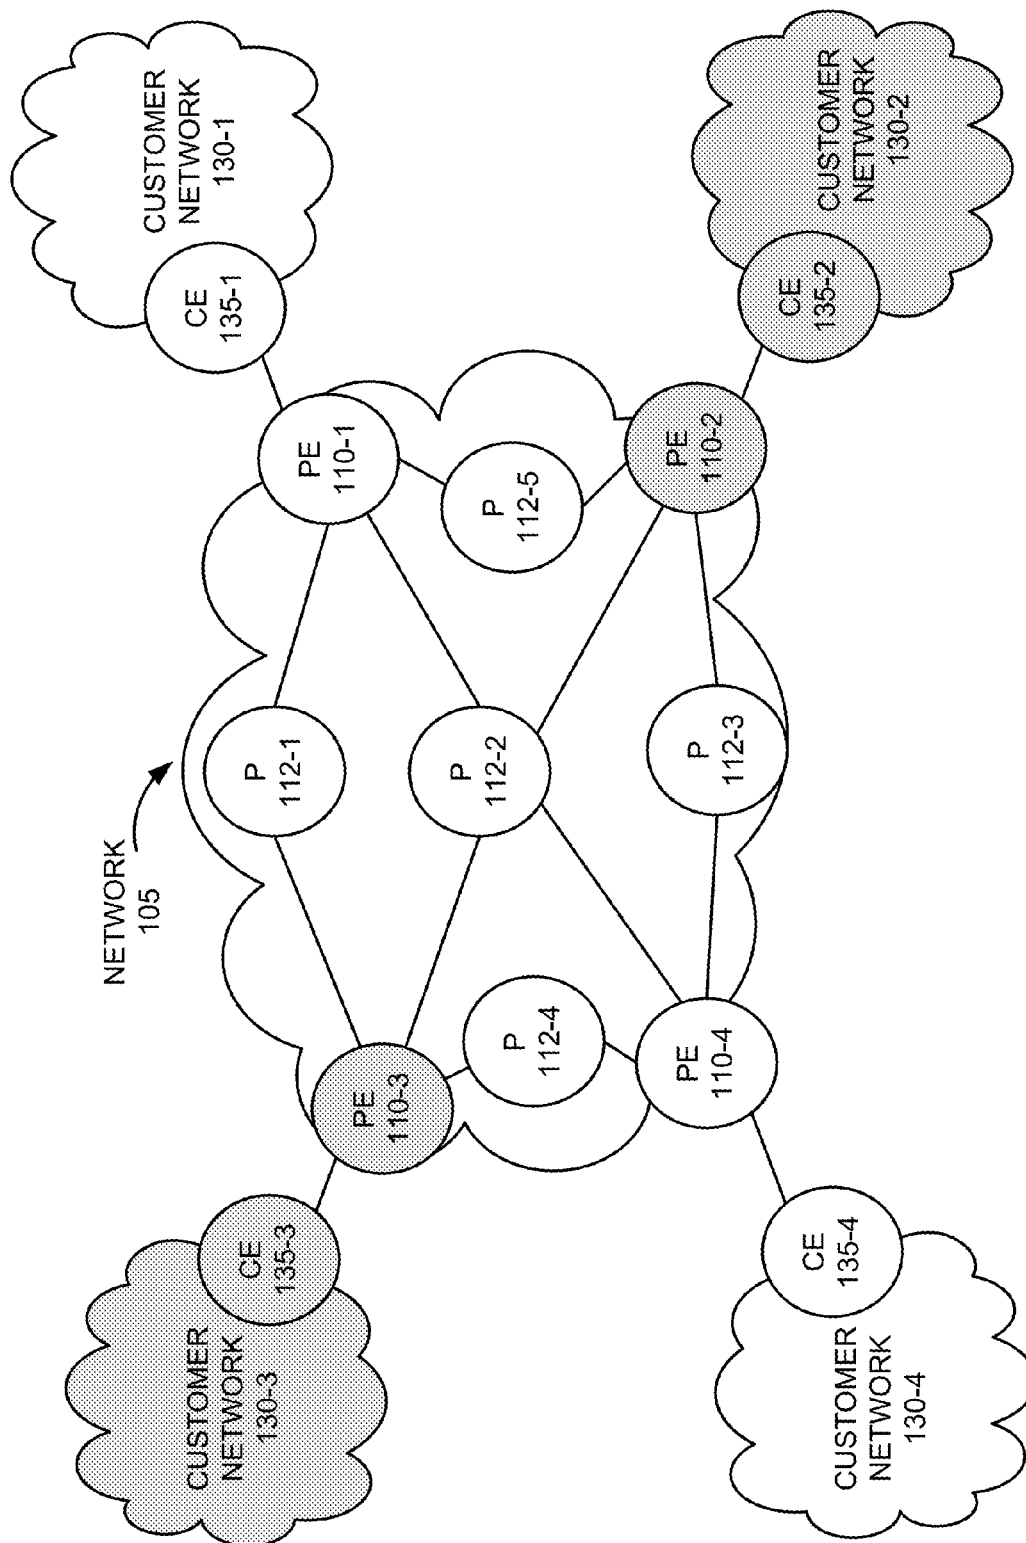 NETWORK
105
CUSTOMER
NETWORK
130-3
CUSTOMER
NETWORK
130-1
CE
135-3
CE
135-1
P
112-1
PE
110-3
PE
110-1
P
112-2
P
112-4
P
112-5
PE
110-4
PE
110-2
P
112-3
CE
135-4
CE
135-2
CUSTOMER
NETWORK
130-4
CUSTOMER
NETWORK
130-2